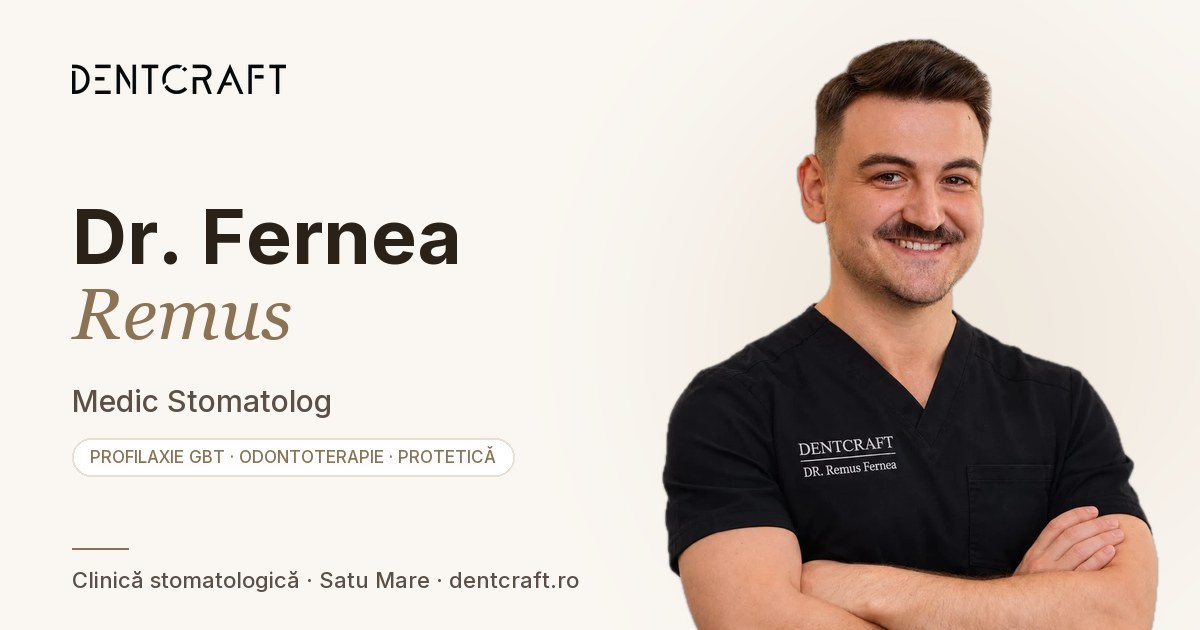 DENTCRAFT
Dr. Fernea
Remus
Medic Stomatolog
PROFILAXIE GBT · ODONTOTERAPIE · PROTETICĂ
Clinică stomatologică · Satu Mare · dentcraft.ro
DENTCRAFT
DR. Remus Fernea